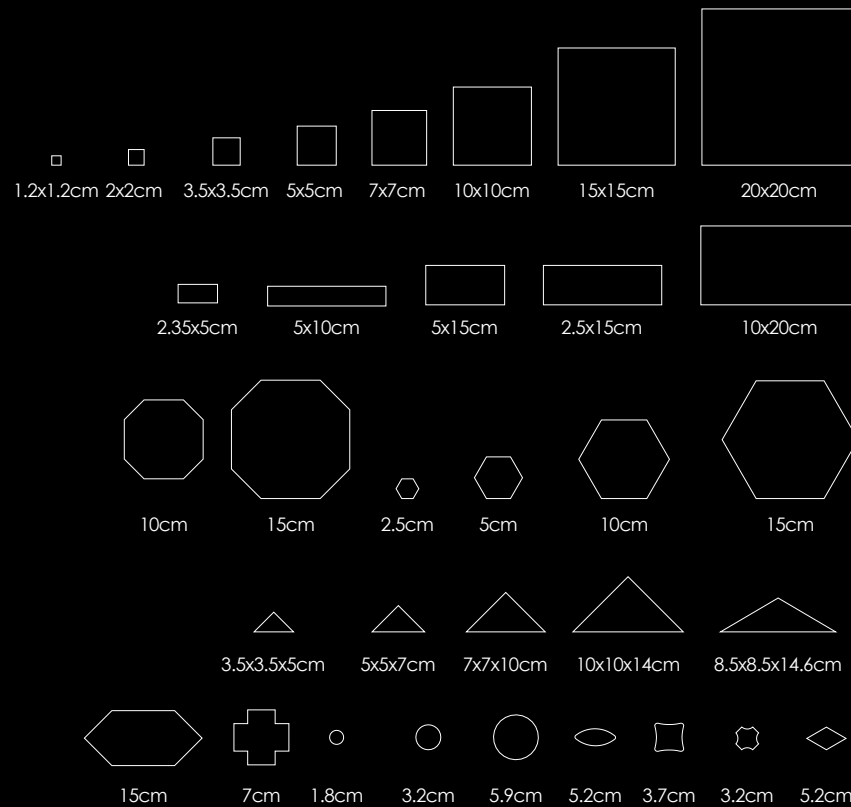 1.2x1.2cm 2x2cm 3.5x3.5cm 5x5cm 7x7cm 10x10cm 15x15cm 20x20cm
2.35x5cm 5x10cm 5x15cm 2.5x15cm 10x20cm
10cm 15cm 2.5cm 5cm 10cm 15cm
3.5x3.5x5cm 5x5x7cm 7x7x10cm 10x10x14cm 8.5x8.5x14.6cm
15cm 7cm 1.8cm 3.2cm 5.9cm 5.2cm 3.7cm 3.2cm 5.2cm